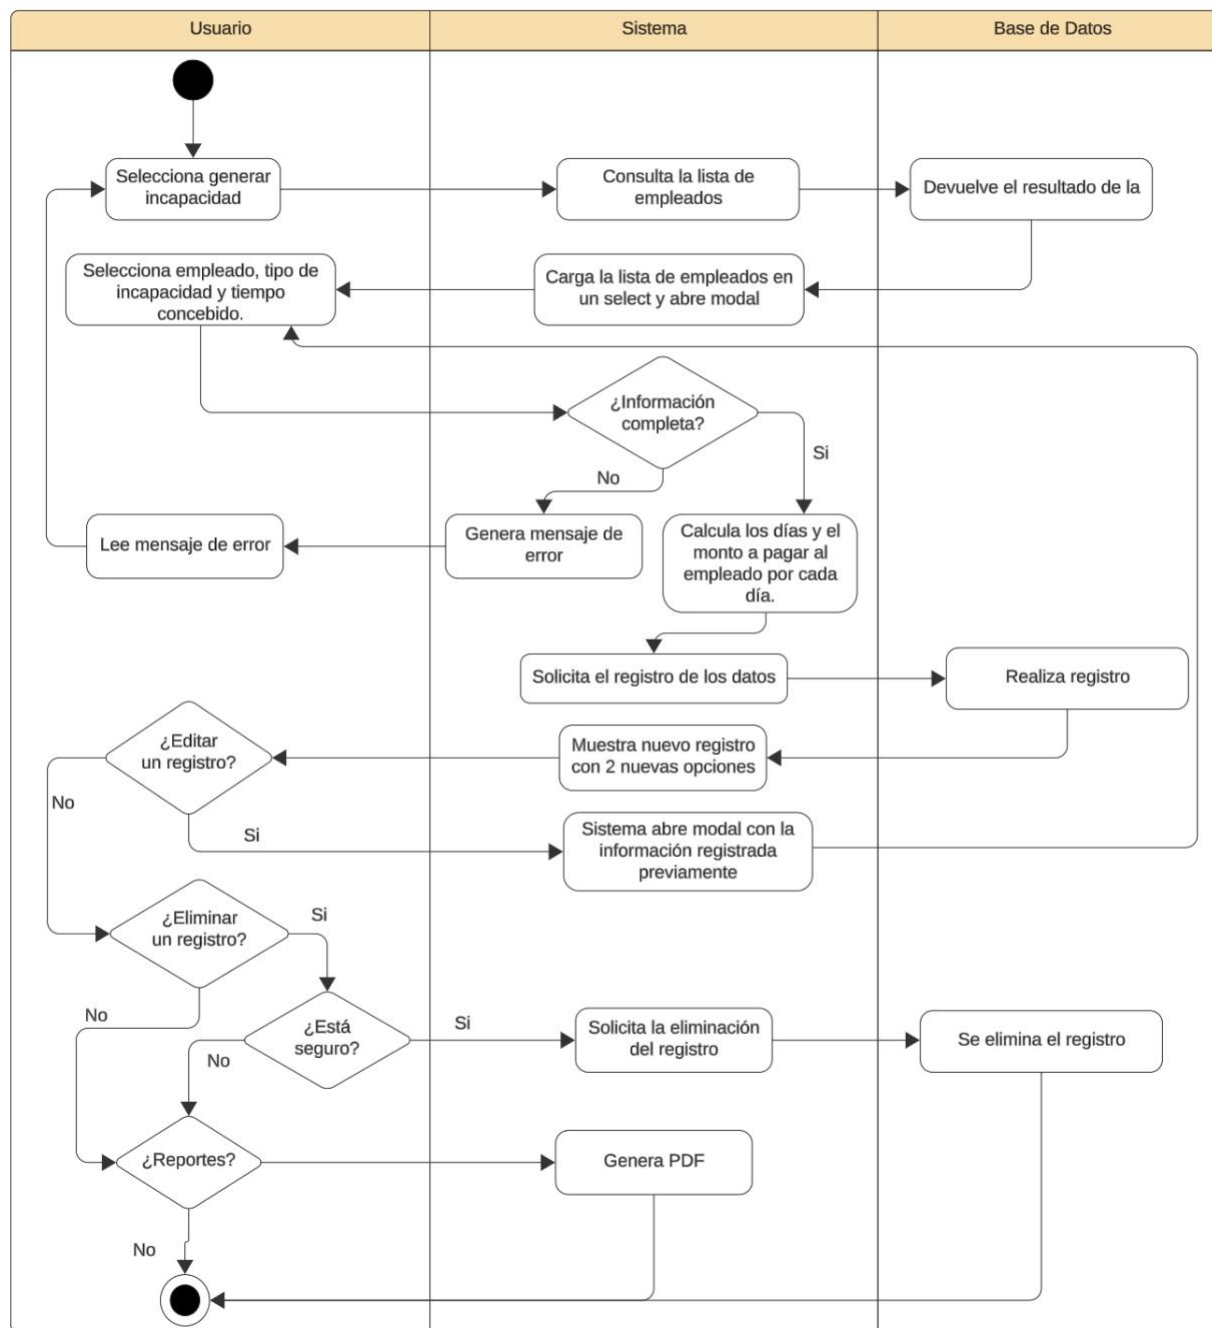 Usuario
Sistema
Base de Datos
Selecciona generar
incapacidad
Consulta la lista de
empleados
Devuelve el resultado de la
Selecciona empleado, tipo de
incapacidad y tiempo
concebido.
Carga la lista de empleados en
un select y abre modal
¿Información
completa?
Si
No
Lee mensaje de error
Genera mensaje de
error
Calcula los días y el
monto a pagar al
empleado por cada
día.
Solicita el registro de los datos
Realiza registro
¿Editar
un registro?
Muestra nuevo registro
con 2 nuevas opciones
No
Si
Sistema abre modal con la
información registrada
previamente
¿Eliminar
un registro?
Si
No
¿Está
seguro?
Si
No
Solicita la eliminación
del registro
Se elimina el registro
¿Reportes?
Genera PDF
No